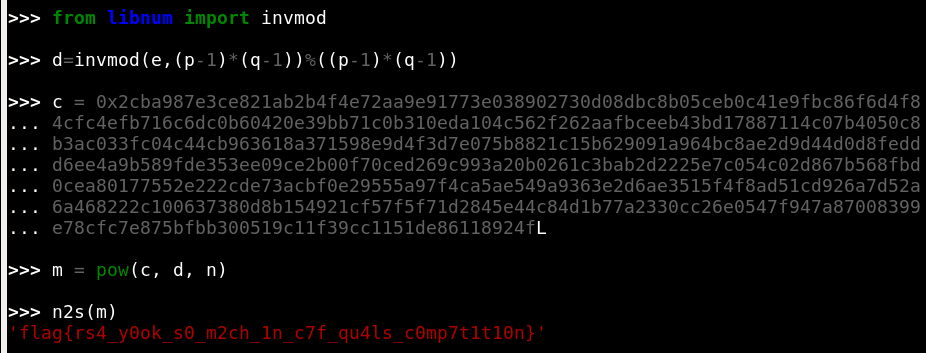 >>> from libnum import invmod
>>> d=invmod(e,(p-1)*(q-1))%((p-1)*(q-1))
>>> c = 0x2cba987e3ce821ab2b4f4e72aa9e91773e038902730d08dbc8b05ceb0c41e9fbc86f6d4f8
... 4cfc4efb716c6dc0b60420e39bb71c0b310eda104c562f262aafbceeb43bd17887114c07b4050c8
... b3ac033fc04c44cb963618a371598e9d4f3d7e075b8821c15b629091a964bc8ae2d9d44d0d8fedd
... d6ee4a9b589fde353ee09ce2b00f70ced269c993a20b0261c3bab2d2225e7c054c02d867b568fbd
... 0cea80177552e222cde73acbf0e29555a97f4ca5ae549a9363e2d6ae3515f4f8ad51cd926a7d52a
... 6a468222c100637380d8b154921cf57f5f71d2845e44c84d1b77a2330cc26e0547f947a87008399
... e78cfc7e875bfbb300519c11f39cc1151de86118924fL
>>> m = pow(c, d, n)
>>> n2s(m)
'flag{rs4_y0ok_s0_m2ch_1n_c7f_qu4ls_c0mp7t1t10n}'